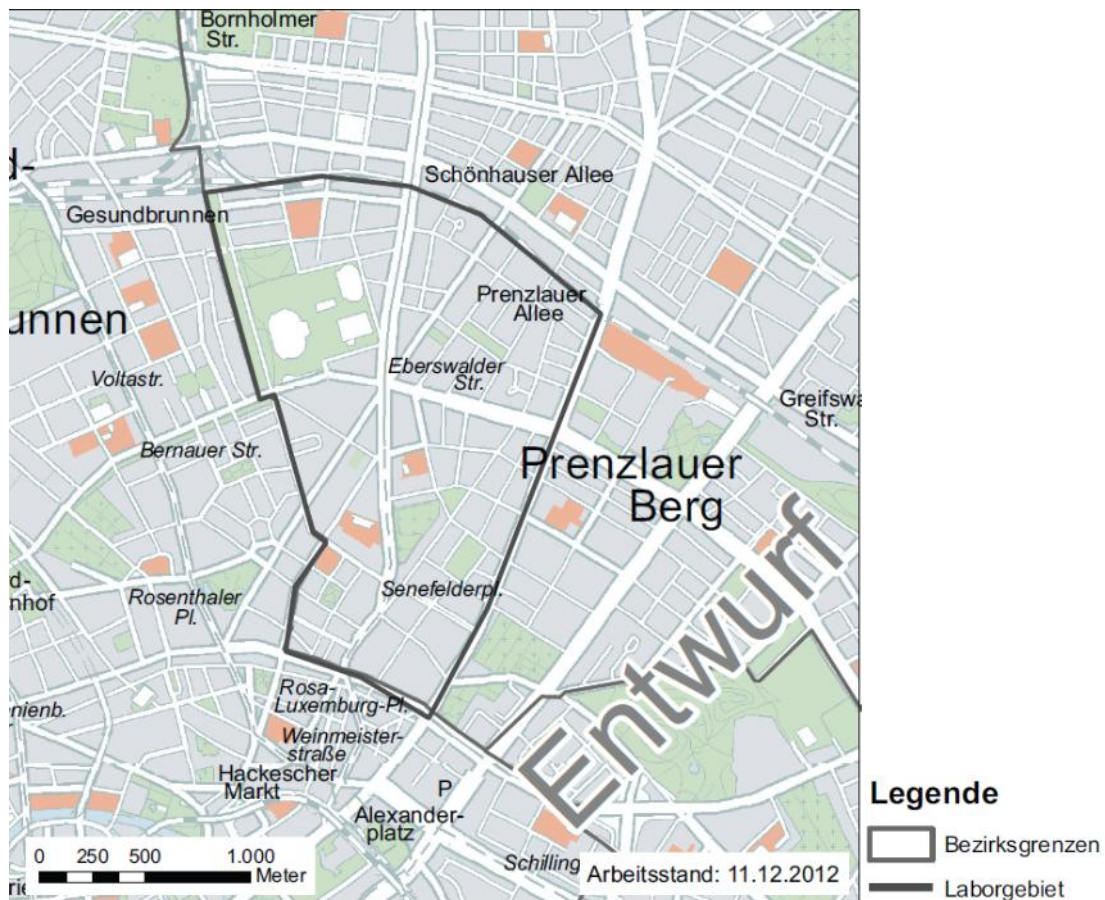 Bornholmer
Str.
d-
Schönhauser Allee
Gesundbrunnen
Prenzlauer
Allee
unnen
Eberswalder
Str.
Voltastr.
Greifswa
Str.
Bernauer Str.
Prenzlauer
Berg
d-
nhof
Rosenthaler
Pl.
Senefelderpl.
Entwurf
Rosa-
Luxemburg-Pl.
nienb.
Weinmeister-
straße
Hackescher
Markt
P
Alexander-
platz
Schilling
0 250 500 1.000
Meter
Arbeitsstand: 11.12.2012
Legende
Bezirksgrenzen
Laborgebiet